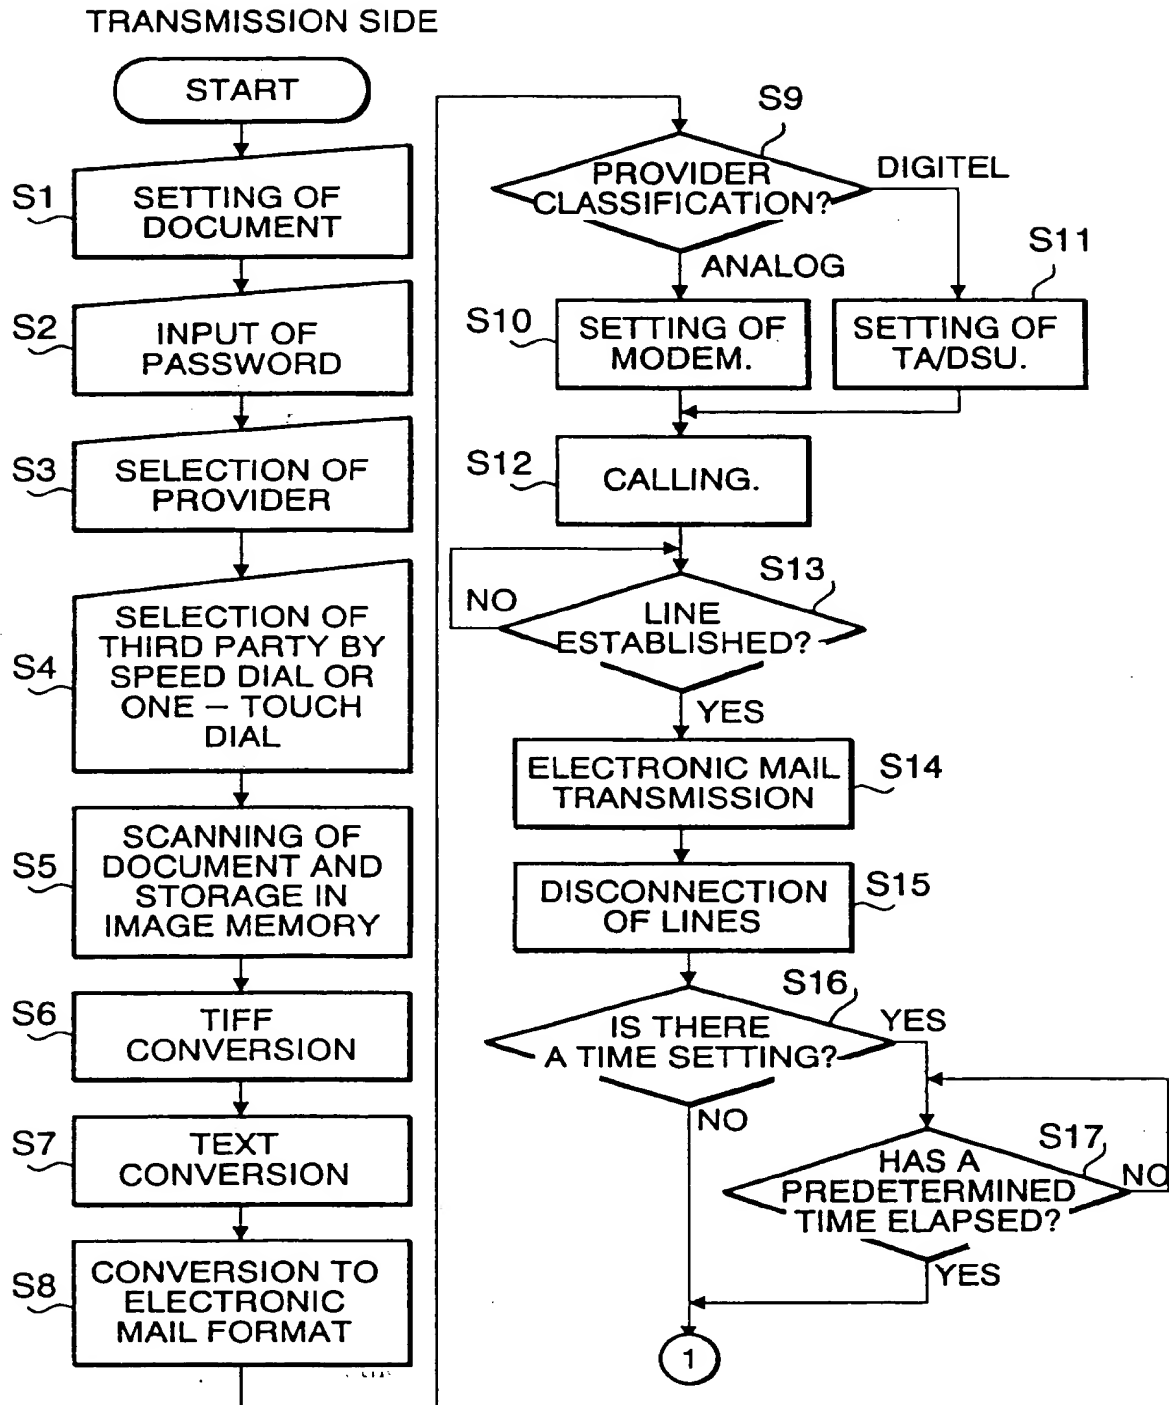 TRANSMISSION SIDE
START
S1
SETTING OF
DOCUMENT
S2
INPUT OF
PASSWORD
S3
SELECTION OF
PROVIDER
S4
SELECTION OF
THIRD PARTY BY
SPEED DIAL OR
ONE – TOUCH
DIAL
S5
SCANNING OF
DOCUMENT AND
STORAGE IN
IMAGE MEMORY
S6
TIFF
CONVERSION
S7
TEXT
CONVERSION
S8
CONVERSION TO
ELECTRONIC
MAIL FORMAT
S9
PROVIDER
CLASSIFICATION?
DIGITEL
ANALOG
S10
SETTING OF
MODEM.
S11
SETTING OF
TA/DSU.
S12
CALLING.
S13
LINE
ESTABLISHED?
NO
YES
S14
ELECTRONIC MAIL
TRANSMISSION
S15
DISCONNECTION
OF LINES
S16
IS THERE
A TIME SETTING?
YES
NO
S17
HAS A
PREDETERMINED
TIME ELAPSED?
NO
YES
1